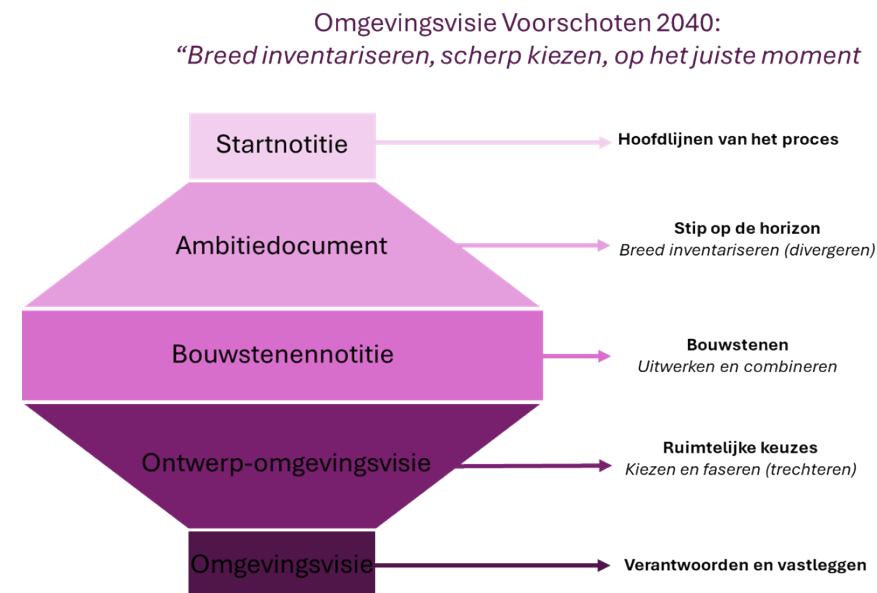 Omgevingsvisie Voorschoten 2040:
“Breed inventariseren, scherp kiezen, op het juiste moment
Startnotitie
Hoofdlijnen van het proces
Ambitiedocument
Stip op de horizon
Breed inventariseren (divergeren)
Bouwstenennotitie
Bouwstenen
Uitwerken en combineren
Ontwerp-omgevingsvisie
Ruimtelijke keuzes
Kiezen en faseren (trechteren)
Omgevingsvisie
Verantwoorden en vastleggen